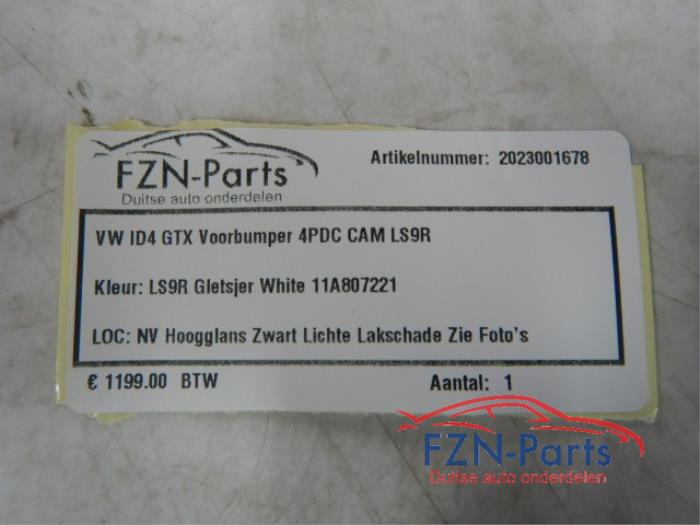 FZN-Parts
Duitse auto onderdelen
Artikelnummer: 2023001678
VW ID4 GTX Voorbumper 4PDC CAM LS9R
Kleur: LS9R Gletsjer White 11A807221
LOC: NV Hoogglans Zwart Lichte Lakschade Zie Foto's
€ 1199.00 BTW
Aantal: 1
FZN-Parts
Duitse auto onderdelen